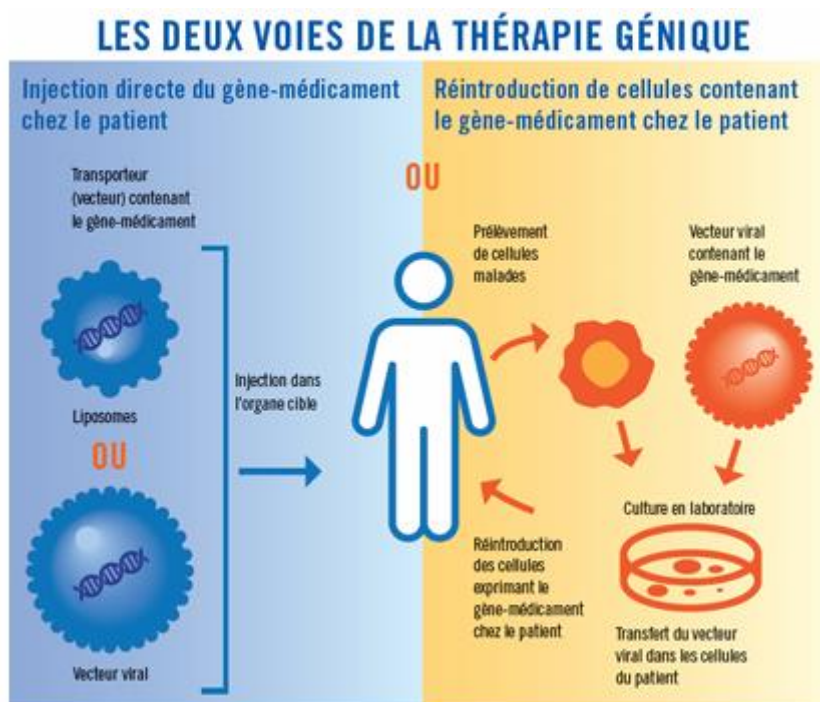 LES DEUX VOIES DE LA THÉRAPIE GÉNIQUE
Injection directe du gène-médicament
chez le patient
Réintroduction de cellules contenant
le gène-médicament chez le patient
OU
Transporteur
(vecteur) contenant
le gène-médicament
Liposomes
OU
Vecteur viral
Injection dans
l'organe cible
Prélèvement
de cellules
malades
Vecteur viral
contenant le
gène-médicament
Culture en laboratoire
Transfert du vecteur
viral dans les cellules
du patient
Réintroduction
des cellules
exprimant le
gène-médicament
chez le patient